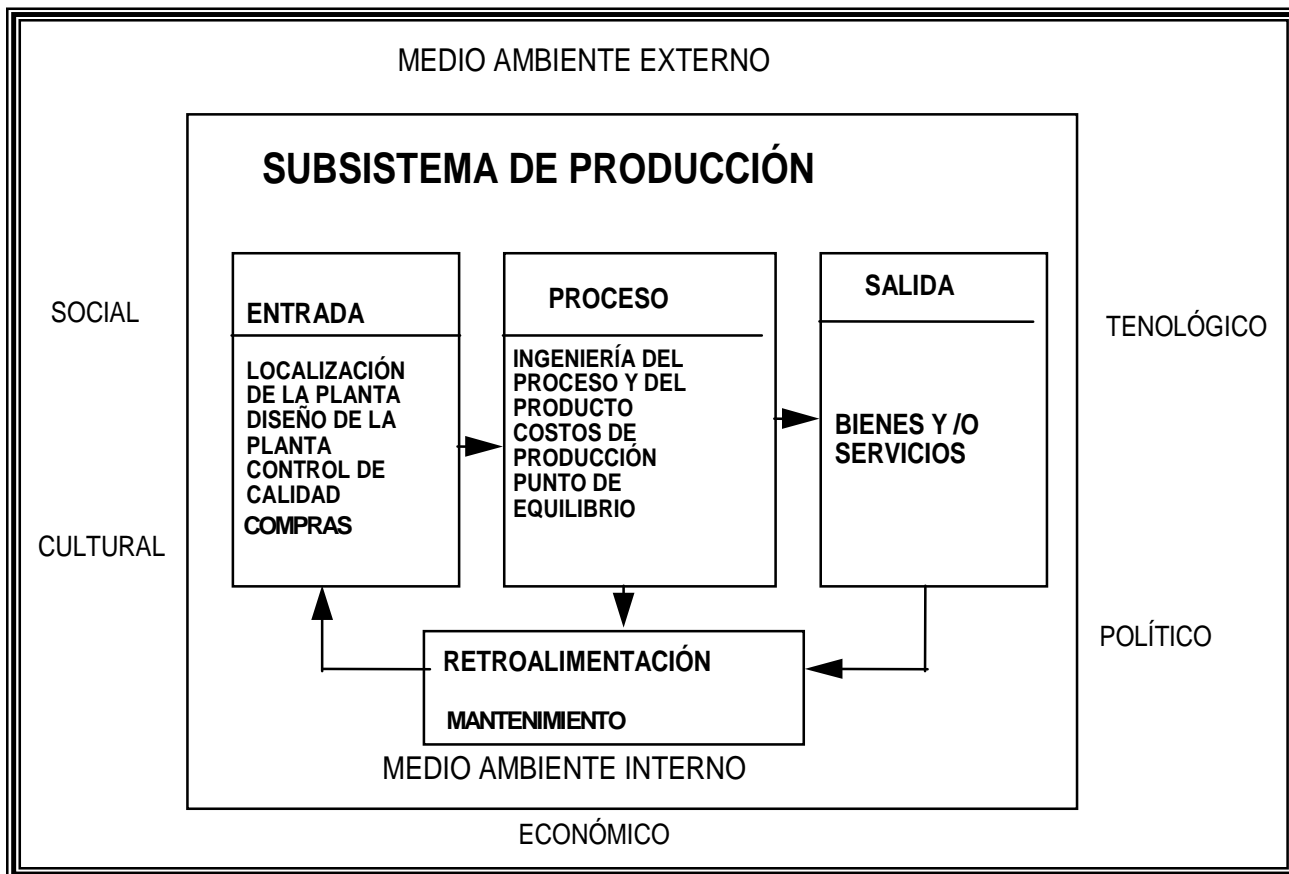 MEDIO AMBIENTE EXTERNO
SUBSISTEMA DE PRODUCCIÓN
SOCIAL
CULTURAL
ENTRADA
LOCALIZACIÓN
DE LA PLANTA
DISEÑO DE LA
PLANTA
CONTROL DE
CALIDAD
COMPRAS
PROCESO
INGENIERÍA DEL
PROCESO Y DEL
PRODUCTO
COSTOS DE
PRODUCCIÓN
PUNTO DE
EQUILIBRIO
SALIDA
BIENES Y /O
SERVICIOS
TENOLÓGICO
POLÍTICO
RETROALIMENTACIÓN
MANTENIMIENTO
MEDIO AMBIENTE INTERNO
ECONÓMICO